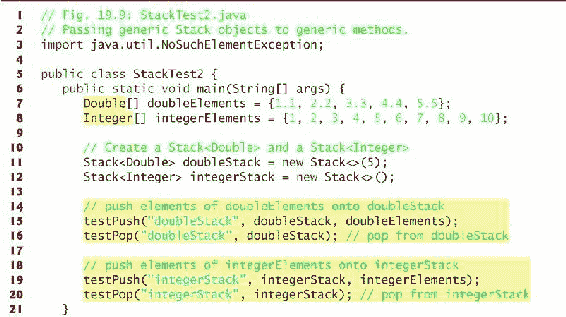 1 // Fig. 19.9: StackTest2.java
2 // Passing generic Stack objects to generic methods.
3 import java.util.NoSuchElementException;
4
5 public class StackTest2 {
6 public static void main(String[] args) {
7 Double[] doubleElements = {1.1, 2.2, 3.3, 4.4, 5.5};
8 Integer[] integerElements = {1, 2, 3, 4, 5, 6, 7, 8, 9, 10};
9
10 // Create a Stack<Double> and a Stack<Integer>
11 Stack<Double> doubleStack = new Stack<>(5);
12 Stack<Integer> integerStack = new Stack<>();
13
14 // push elements of doubleElements onto doubleStack
15 testPush("doubleStack", doubleStack, doubleElements);
16 testPop("doubleStack", doubleStack); // pop from doubleStack
17
18 // push elements of integerElements onto integerStack
19 testPush("integerStack", integerStack, integerElements);
20 testPop("integerStack", integerStack); // pop from integerStack
21 }